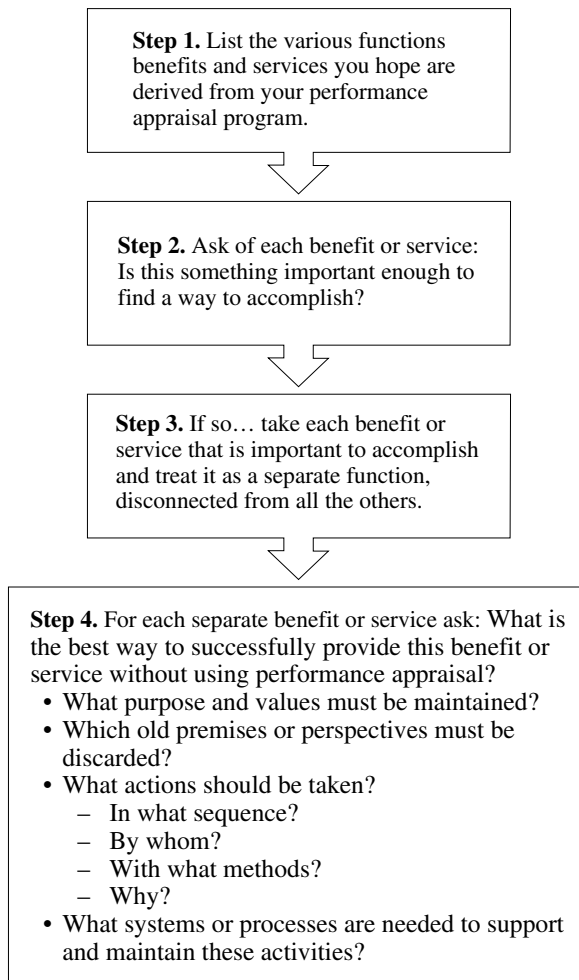 Step 1. List the various functions
benefits and services you hope are
derived from your performance
appraisal program.
Step 2. Ask of each benefit or service:
Is this something important enough to
find a way to accomplish?
Step 3. If so… take each benefit or
service that is important to accomplish
and treat it as a separate function,
disconnected from all the others.
Step 4. For each separate benefit or service ask: What is
the best way to successfully provide this benefit or
service without using performance appraisal?
• What purpose and values must be maintained?
• Which old premises or perspectives must be
discarded?
• What actions should be taken?
– In what sequence?
– By whom?
– With what methods?
– Why?
• What systems or processes are needed to support
and maintain these activities?